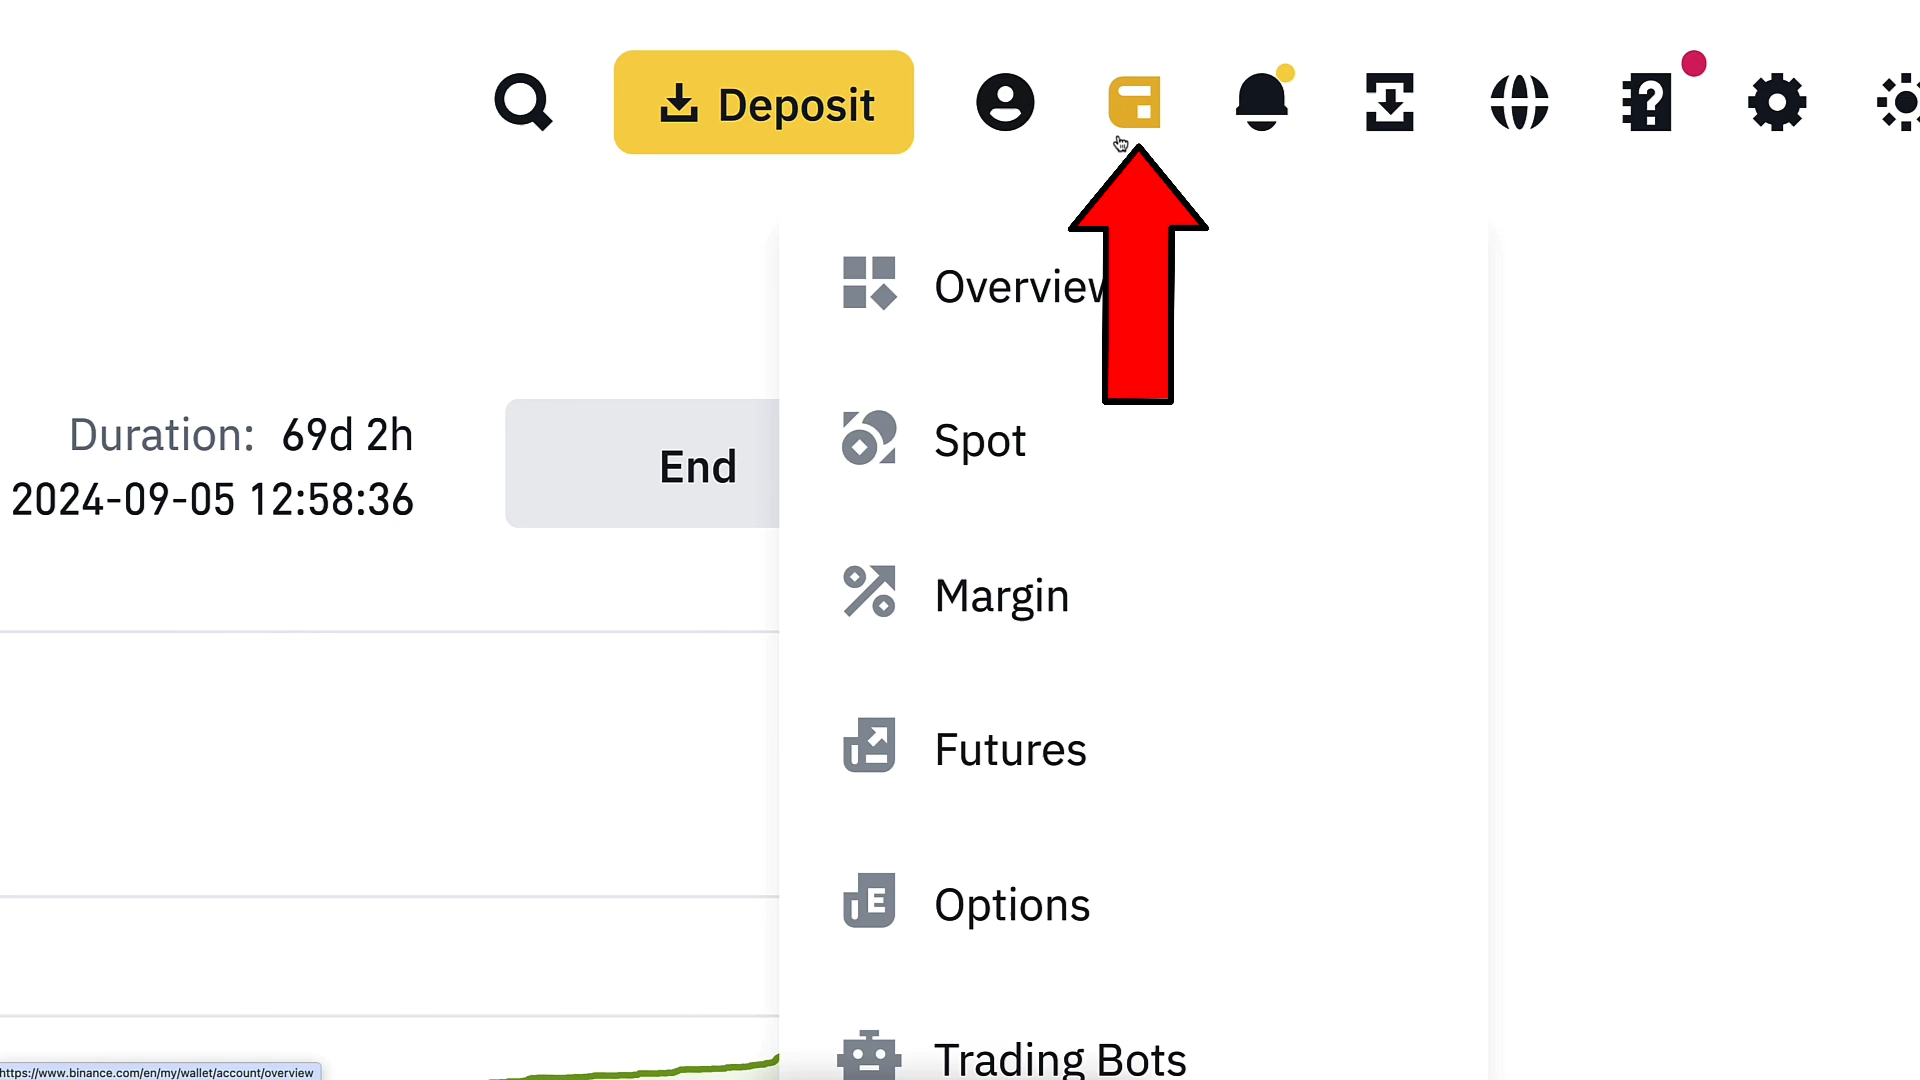 Deposit
Overview
Duration: 69d 2h
2024-09-05 12:58:36
End
Spot
Margin
Futures
Options
Trading Bots
https://www.binance.com/en/my/wallet/account/overview